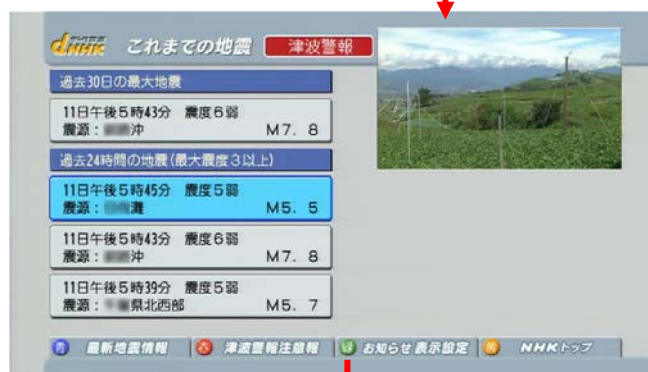 dNHK
これまでの地震
津波警報
過去30日の最大地震
11日午後5時43分 震度6弱
震源： 沖 M7. 8
過去24時間の地震(最大震度3以上)
11日午後5時45分 震度5弱
震源： 灘 M5. 5
11日午後5時43分 震度6弱
震源： 沖 M7. 8
11日午後5時39分 震度5弱
震源： 県北西部 M5. 7
青 最新地震情報 赤 津波警報注意報 緑 お知らせ表示設定 黄 NHKトップ